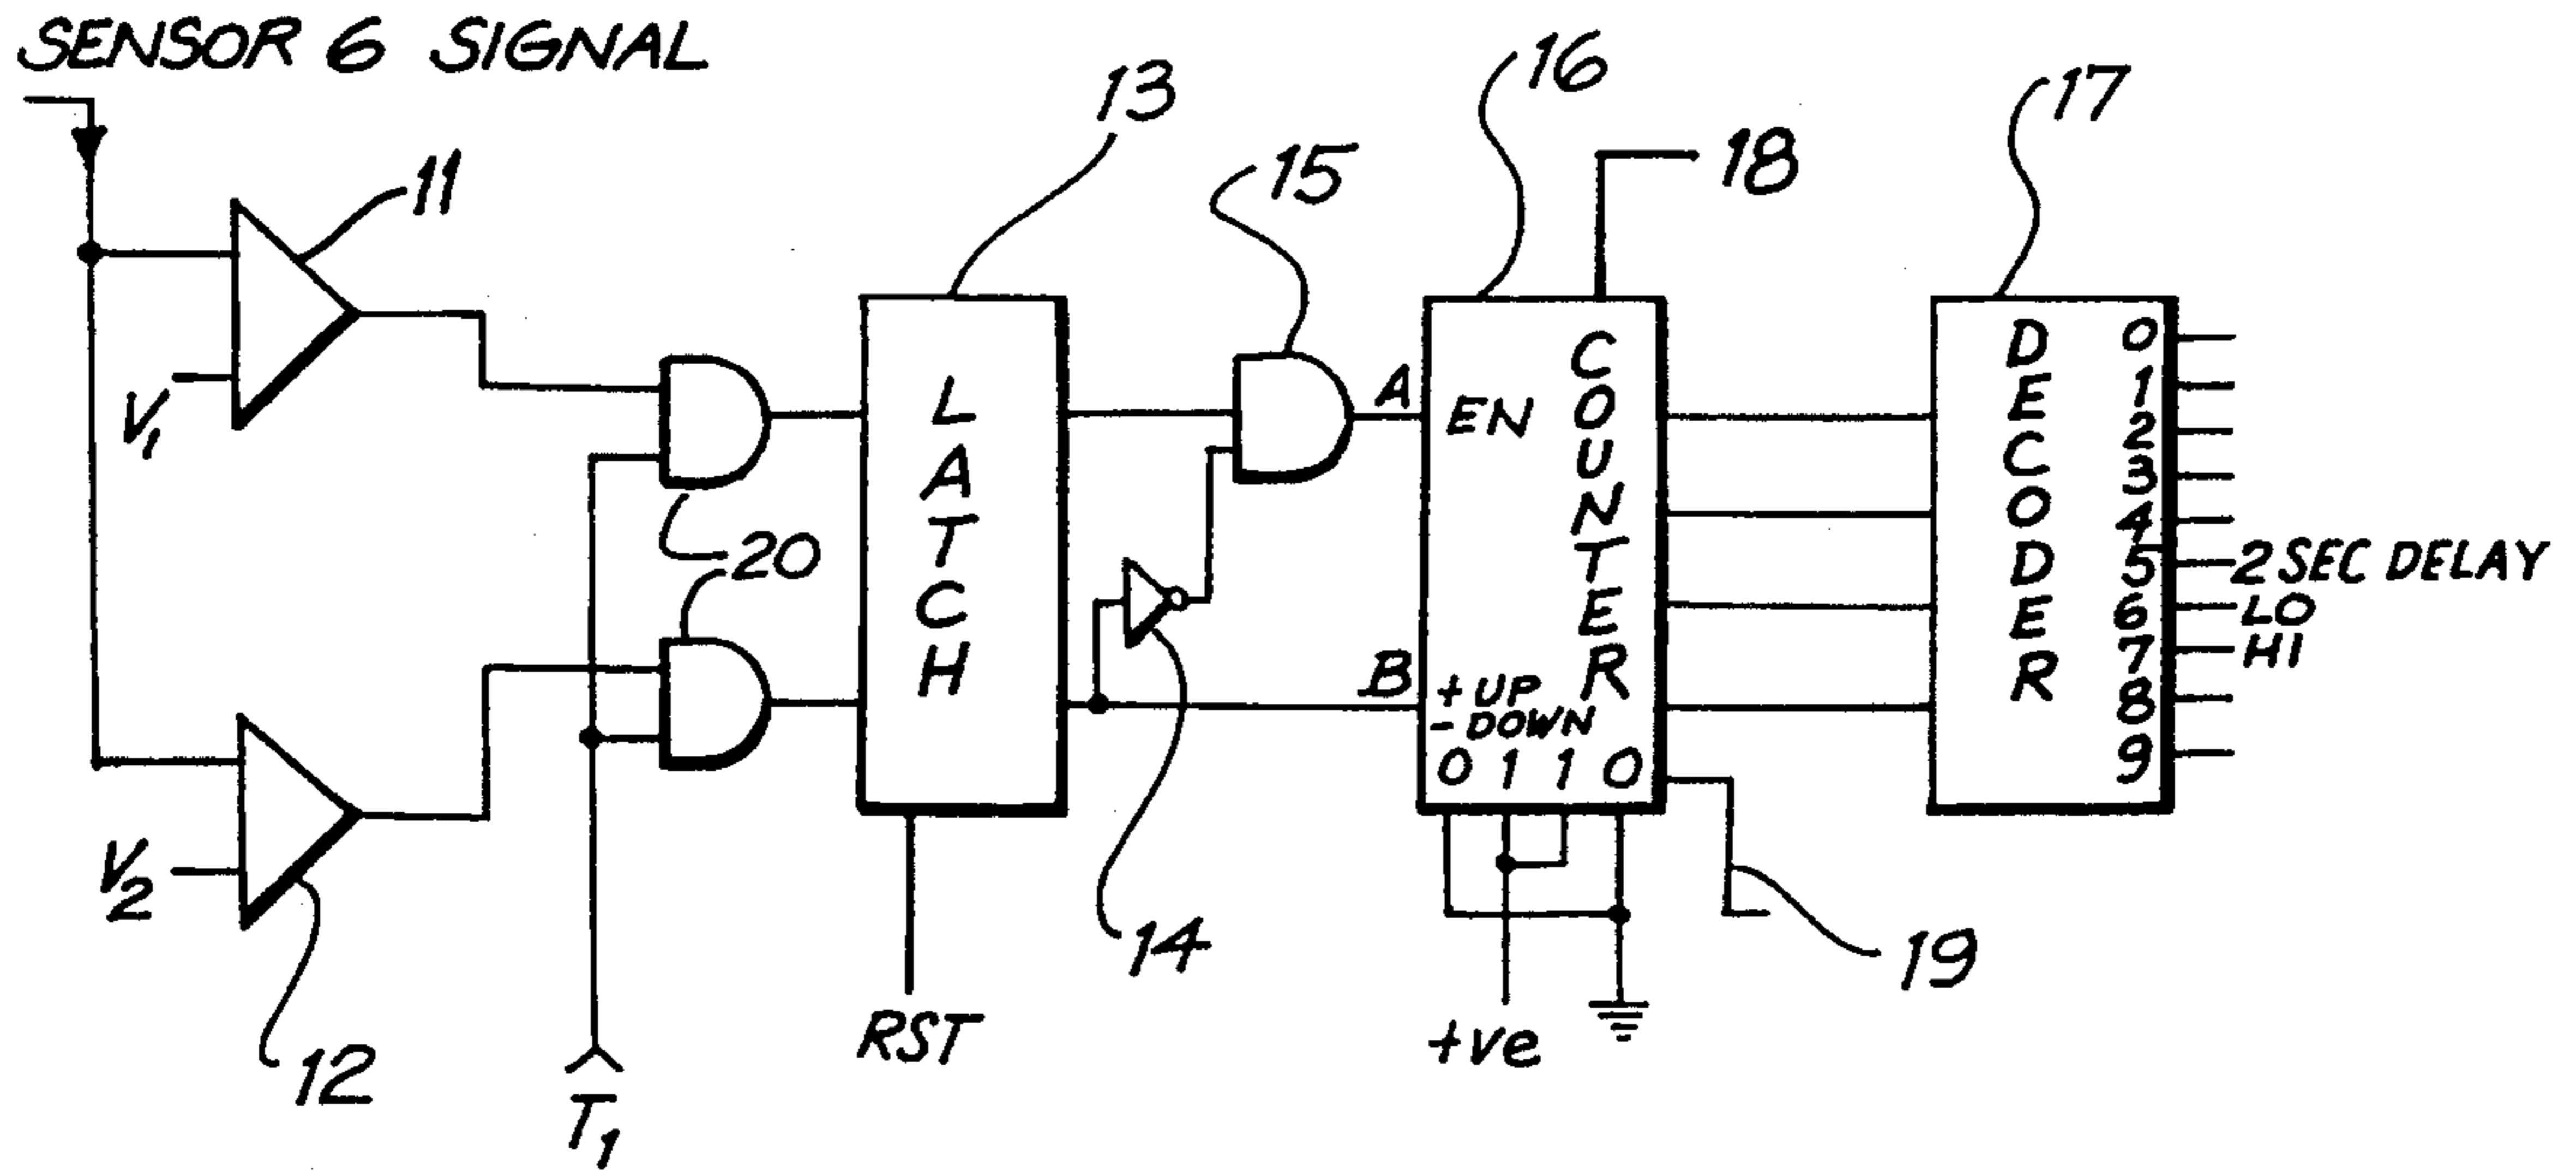 SENSOR 6 SIGNAL
11
13
15
16
18
17
V1
V2
12
20
20
T1
LATCH
RST
14
A
B
EN
COUNTER
+UP
-DOWN
0 1 1 0
+ve
19
DECODER
0
1
2
3
4
5 2 SEC DELAY
6 LO
7 HI
8
9